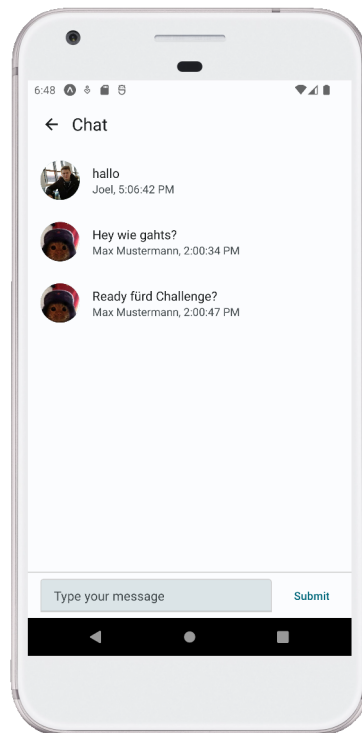 6:48
Chat
hallo
Joel, 5:06:42 PM
Hey wie gahts?
Max Mustermann, 2:00:34 PM
Ready fürd Challenge?
Max Mustermann, 2:00:47 PM
Type your message
Submit